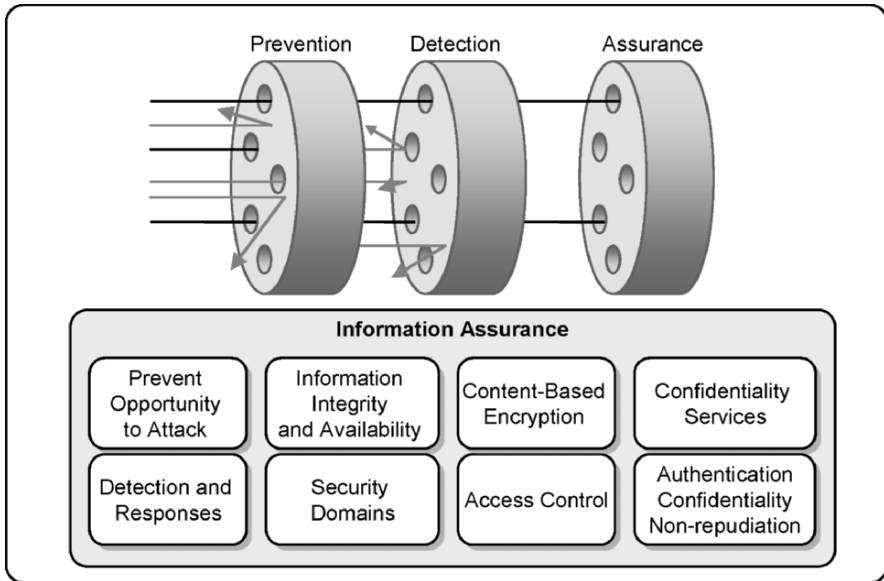 Prevention
Detection
Assurance
Information Assurance
Prevent
Opportunity
to Attack
Information
Integrity
and Availability
Content-Based
Encryption
Confidentiality
Services
Detection and
Responses
Security
Domains
Access Control
Authentication
Confidentiality
Non-repudiation